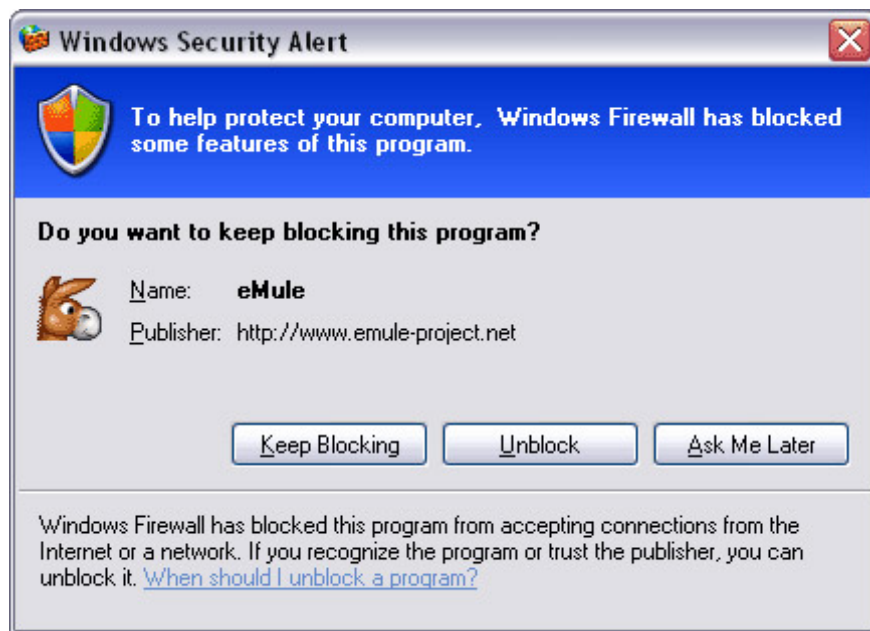 Windows Security Alert
To help protect your computer, Windows Firewall has blocked
some features of this program.
Do you want to keep blocking this program?
Name: eMule
Publisher: http://www.emule-project.net
Keep Blocking Unblock Ask Me Later
Windows Firewall has blocked this program from accepting connections from the
Internet or a network. If you recognize the program or trust the publisher, you can
unblock it. When should I unblock a program?